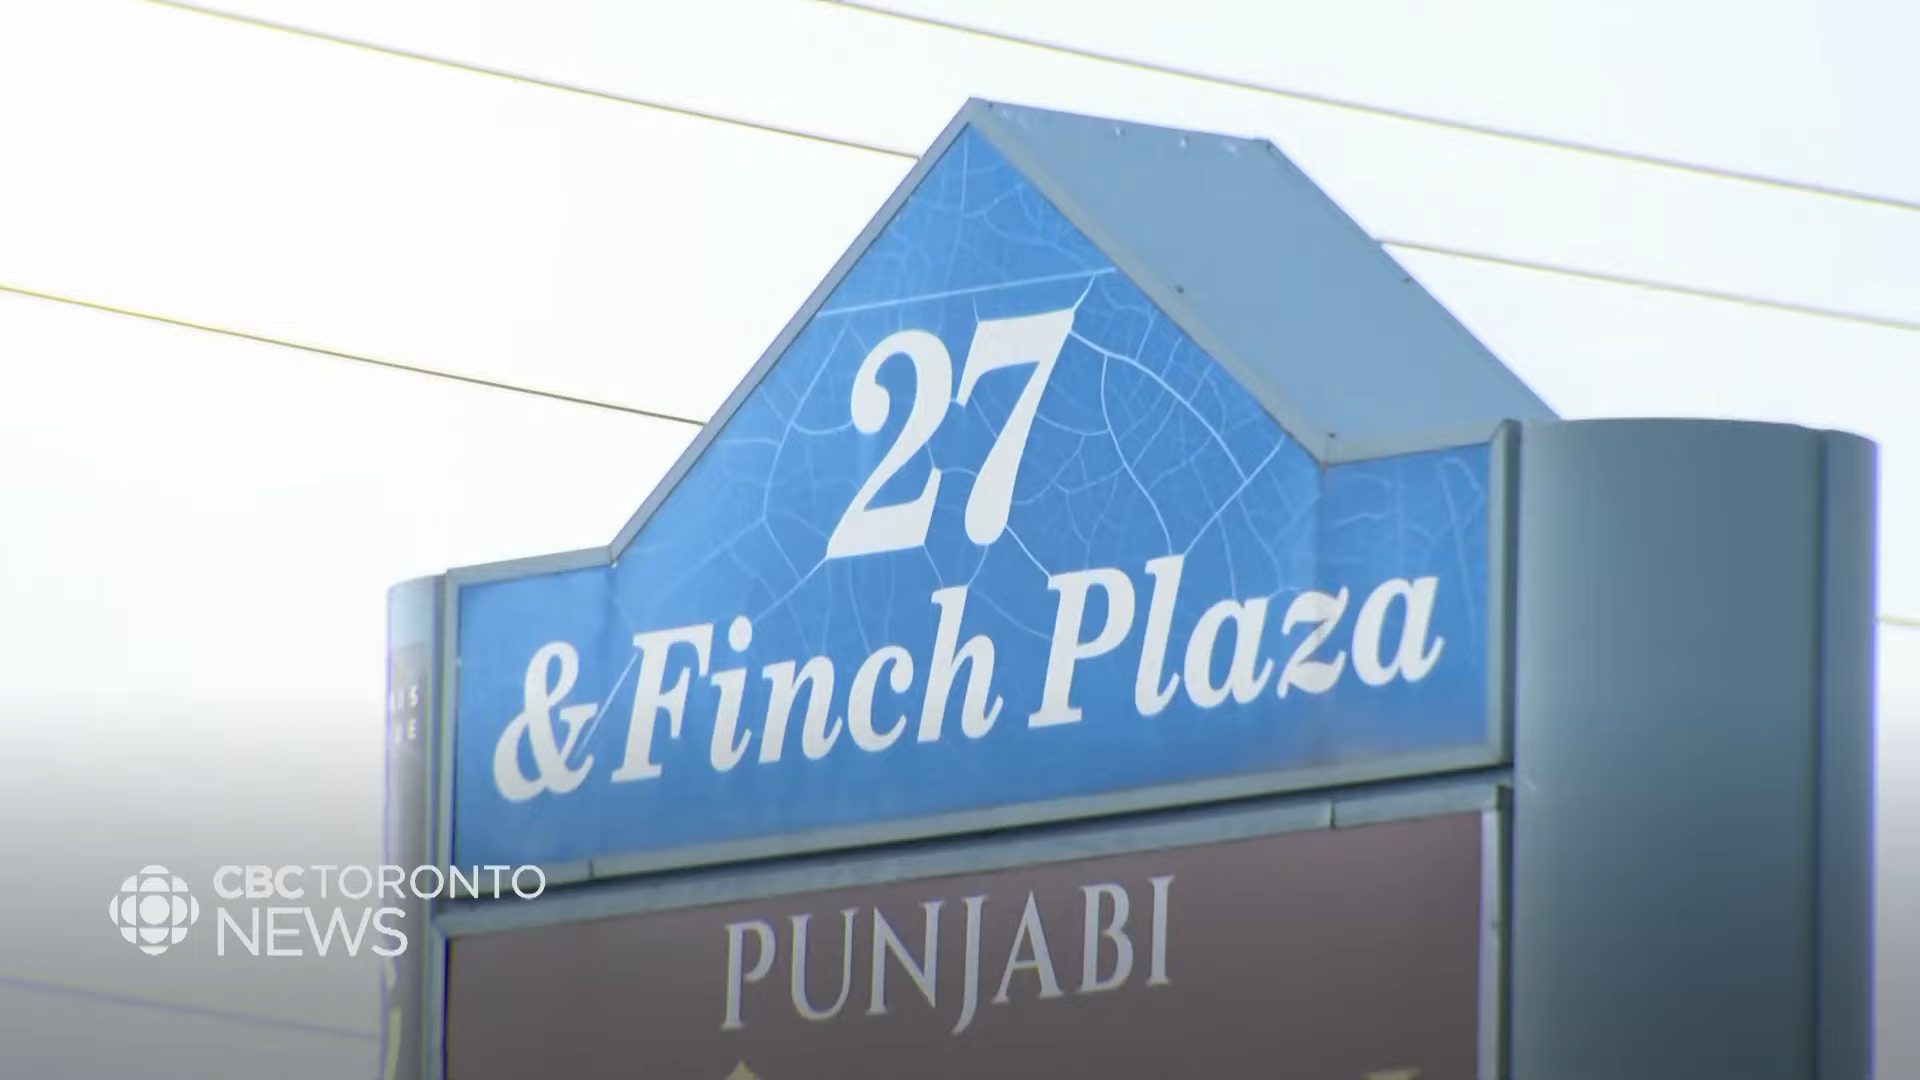 27
& Finch Plaza
PUNJABI
CBC TORONTO
NEWS